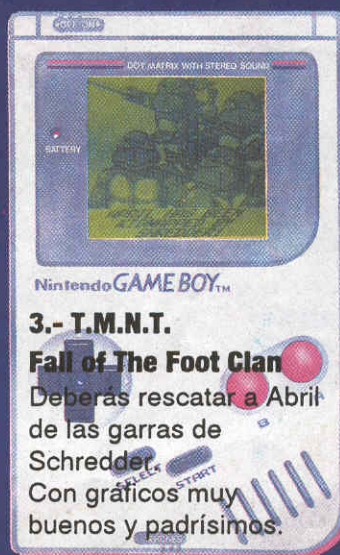 OFF ON
DOT MATRIX WITH STEREO SOUND
BATTERY
Nintendo GAME BOY TM
3.- T.M.N.T.
Fall of The Foot Clan
Deberás rescatar a Abril
A
de las garras de
B
Schredder.
SELECT START
Con gráficos muy
buenos y padrísimos.